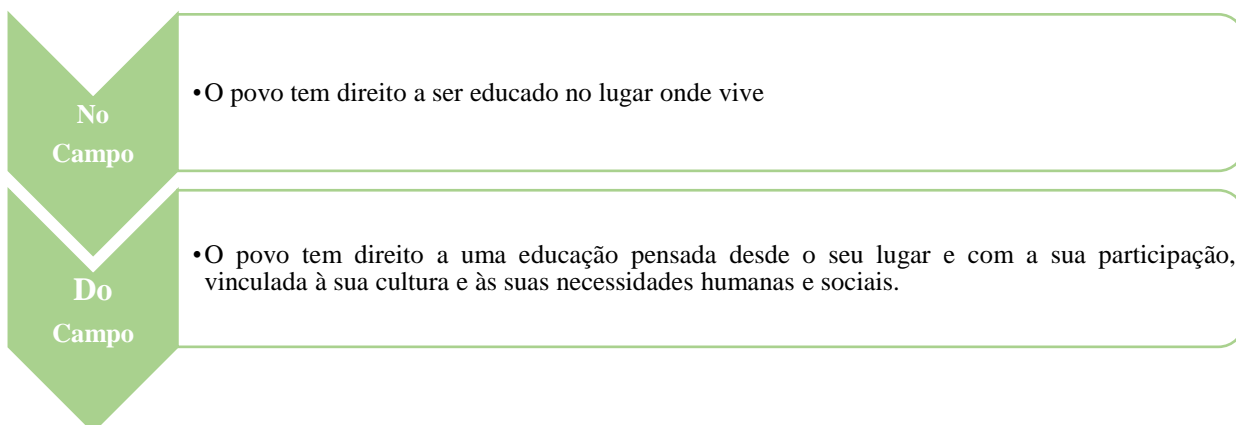 No
Campo
•O povo tem direito a ser educado no lugar onde vive
Do
Campo
•O povo tem direito a uma educação pensada desde o seu lugar e com a sua participação,
vinculada à sua cultura e às suas necessidades humanas e sociais.